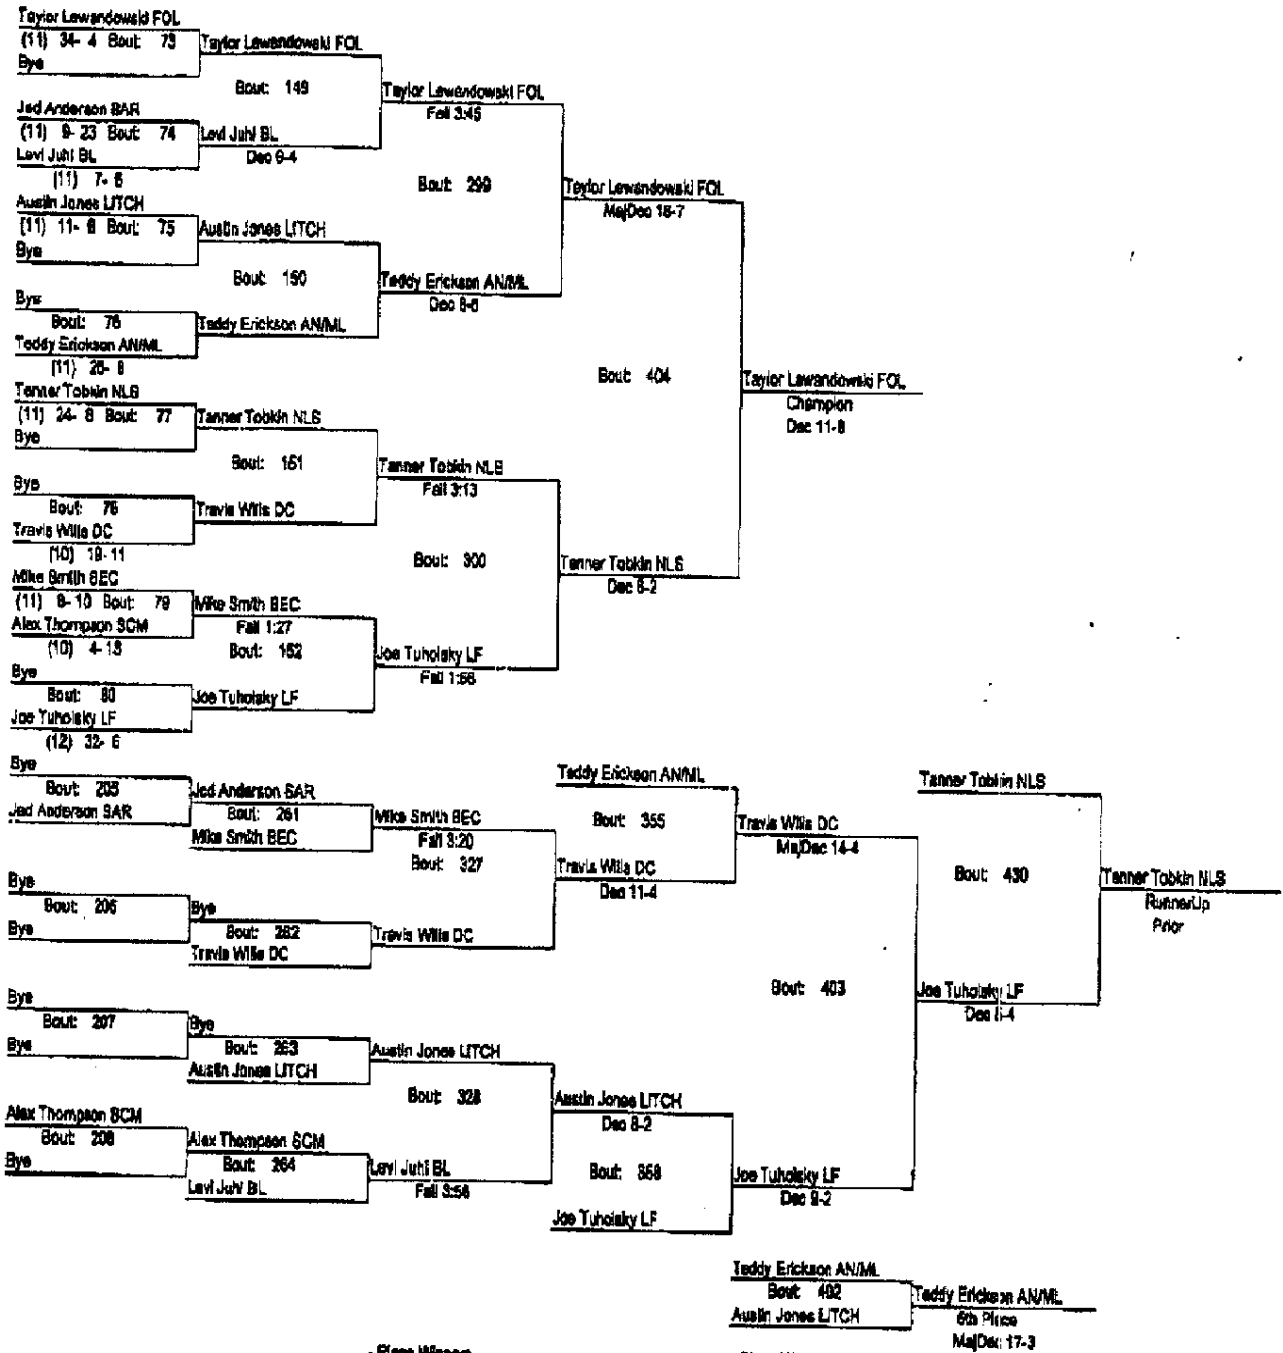 Taylor Lewandowski FOL
(11) 34- 4 Bout: 73
Bye
Taylor Lewandowski FOL
Bout: 149
Jed Anderson SAR
(11) 9- 23 Bout: 74
Levi Juhl BL
(11) 7- 6
Levi Juhl BL
Dec 9-4
Taylor Lewandowski FOL
Fall 3:45
Bout: 299
Austin Jones LITCH
(11) 11- 8 Bout: 75
Bye
Austin Jones LITCH
Bout: 150
Bye
Bout: 76
Teddy Erickson AN/ML
(11) 26- 8
Teddy Erickson AN/ML
Teddy Erickson AN/ML
Dec 8-6
Taylor Lewandowski FOL
MajDec 16-7
Bout: 404
Taylor Lewandowski FOL
Champion
Dec 11-8
Tanner Tobkin NLS
(11) 24- 8 Bout: 77
Bye
Tanner Tobkin NLS
Bout: 151
Bye
Bout: 78
Travis Wills DC
(10) 19- 11
Travis Wills DC
Tanner Tobkin NLS
Fall 3:13
Bout: 300
Mike Smith BEC
(11) 8- 10 Bout: 79
Alex Thompson SCM
(10) 4- 13
Mike Smith BEC
Fall 1:27
Bout: 152
Bye
Bout: 80
Joe Tuholsky LF
(12) 32- 6
Joe Tuholsky LF
Joe Tuholsky LF
Fall 1:56
Tanner Tobkin NLS
Dec 8-2
Bye
Bout: 205
Jed Anderson SAR
Jed Anderson SAR
Bout: 261
Mike Smith BEC
Mike Smith BEC
Fall 3:20
Bout: 327
Bye
Bout: 206
Bye
Bye
Bout: 262
Travis Wills DC
Travis Wills DC
Teddy Erickson AN/ML
Bout: 355
Travis Wills DC
Dec 11-4
Travis Wills DC
MajDec 14-4
Bout: 403
Bye
Bout: 207
Bye
Bye
Bout: 263
Austin Jones LITCH
Austin Jones LITCH
Bout: 328
Alex Thompson SCM
Bout: 208
Bye
Alex Thompson SCM
Bout: 264
Levi Juhl BL
Levi Juhl BL
Fall 3:56
Austin Jones LITCH
Dec 8-2
Bout: 356
Joe Tuholsky LF
Joe Tuholsky LF
Dec 9-2
Tanner Tobkin NLS
Bout: 430
Joe Tuholsky LF
Tanner Tobkin NLS
RunnerUp
Prior
Teddy Erickson AN/ML
Bout: 402
Austin Jones LITCH
Teddy Erickson AN/ML
Place
MajDec 17-3